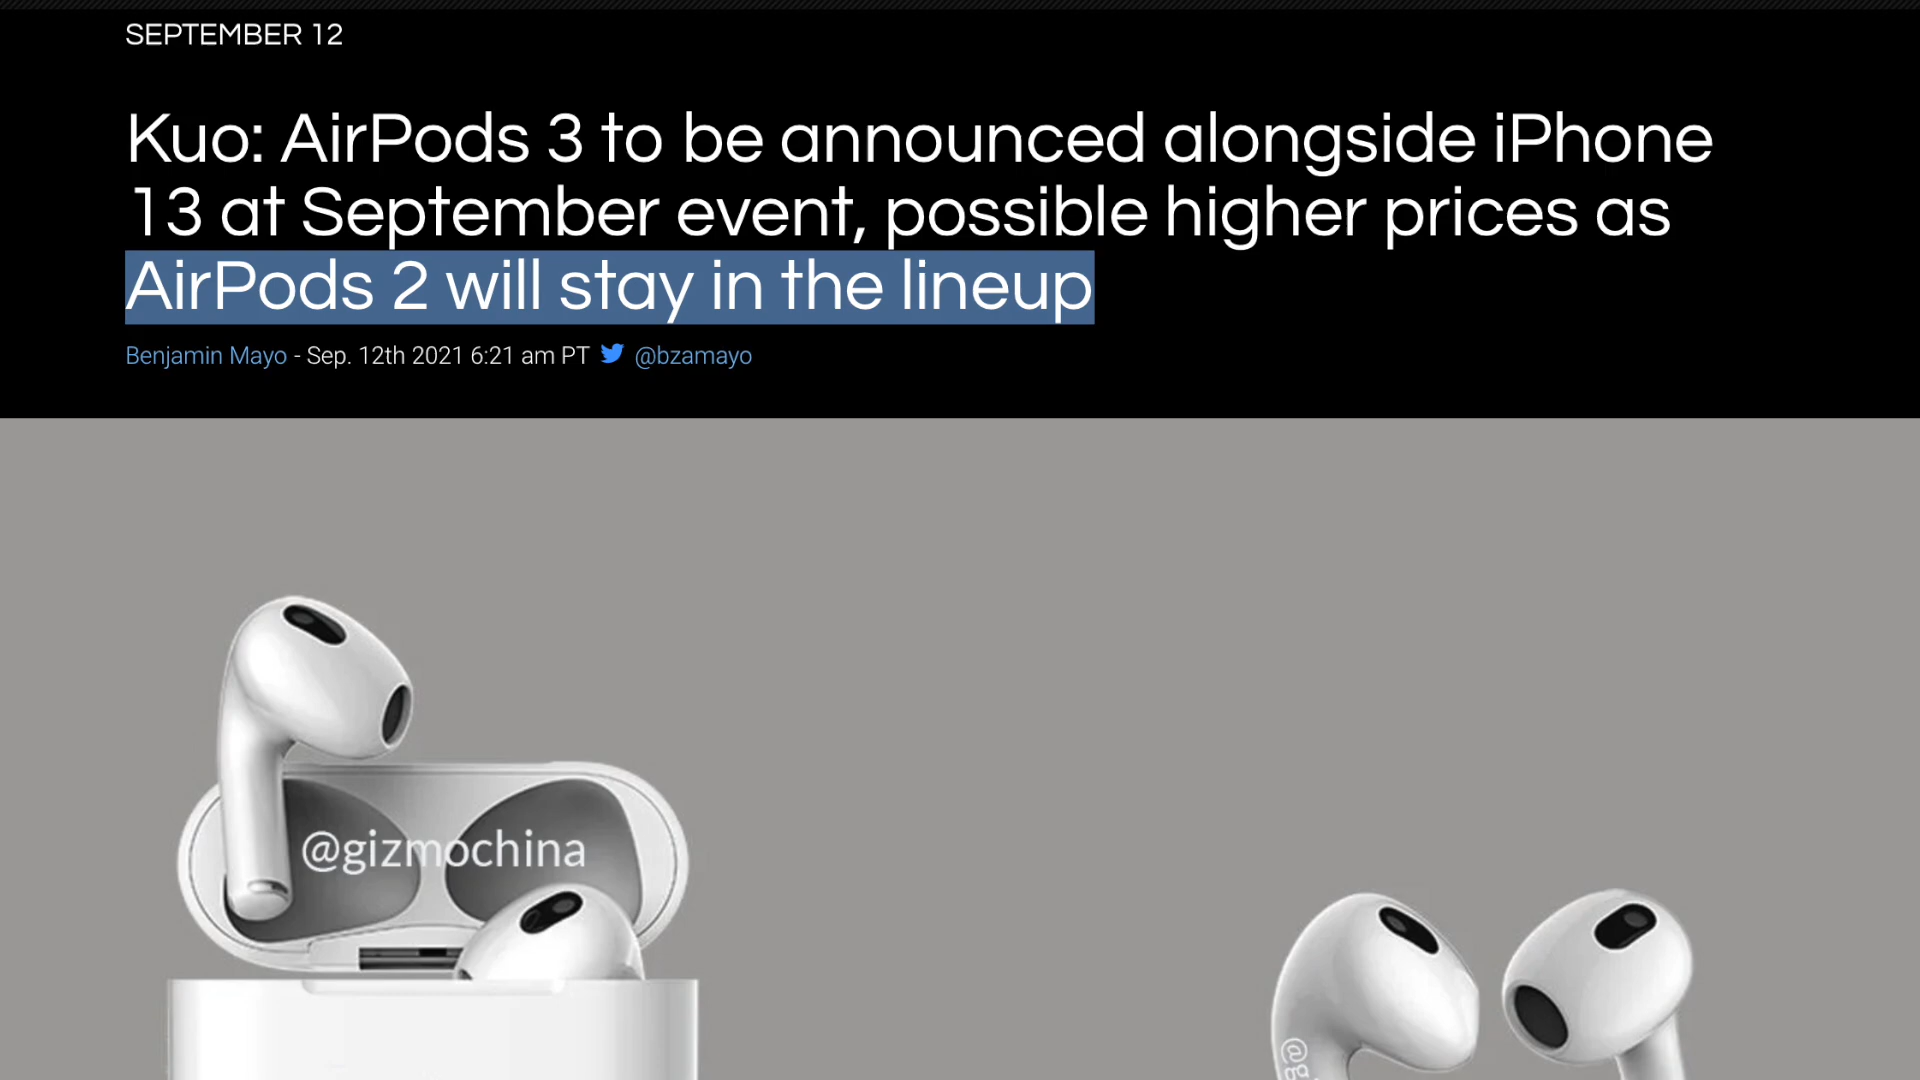 SEPTEMBER 12
Kuo: AirPods 3 to be announced alongside iPhone
13 at September event, possible higher prices as
AirPods 2 will stay in the lineup
Benjamin Mayo - Sep. 12th 2021 6:21 am PT @bzamayo
@gizmochina